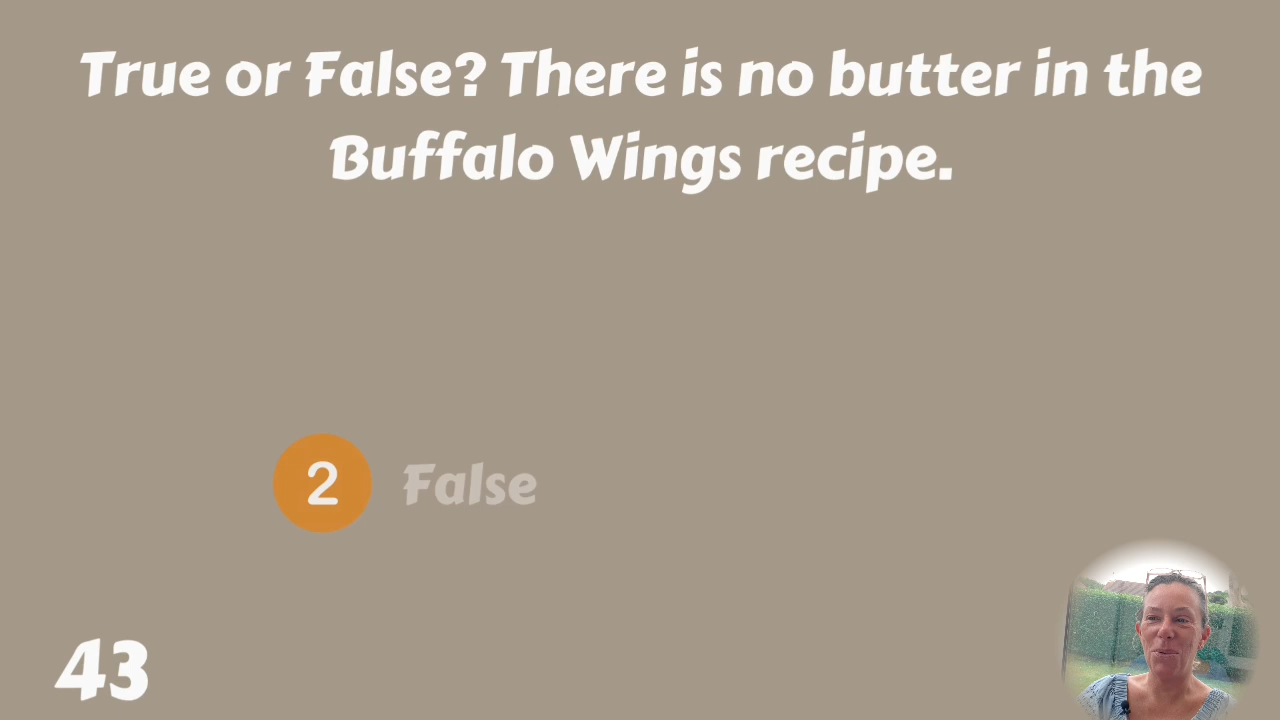 True or False? There is no butter in the
Buffalo Wings recipe.
2 False
43